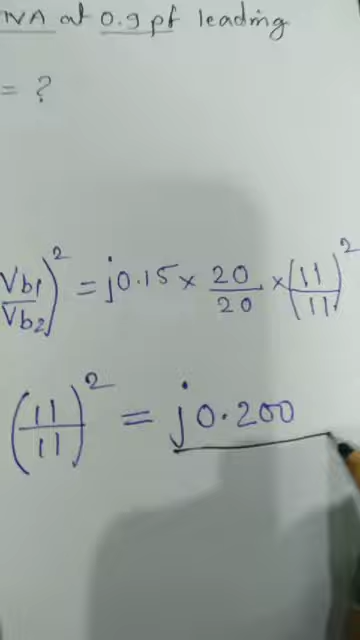 VA at 0.9 pf leading
= ?
(Vb1/Vb2)² = j0.15 × 20/20 × (11/11)²
(11/11)² = j0.200